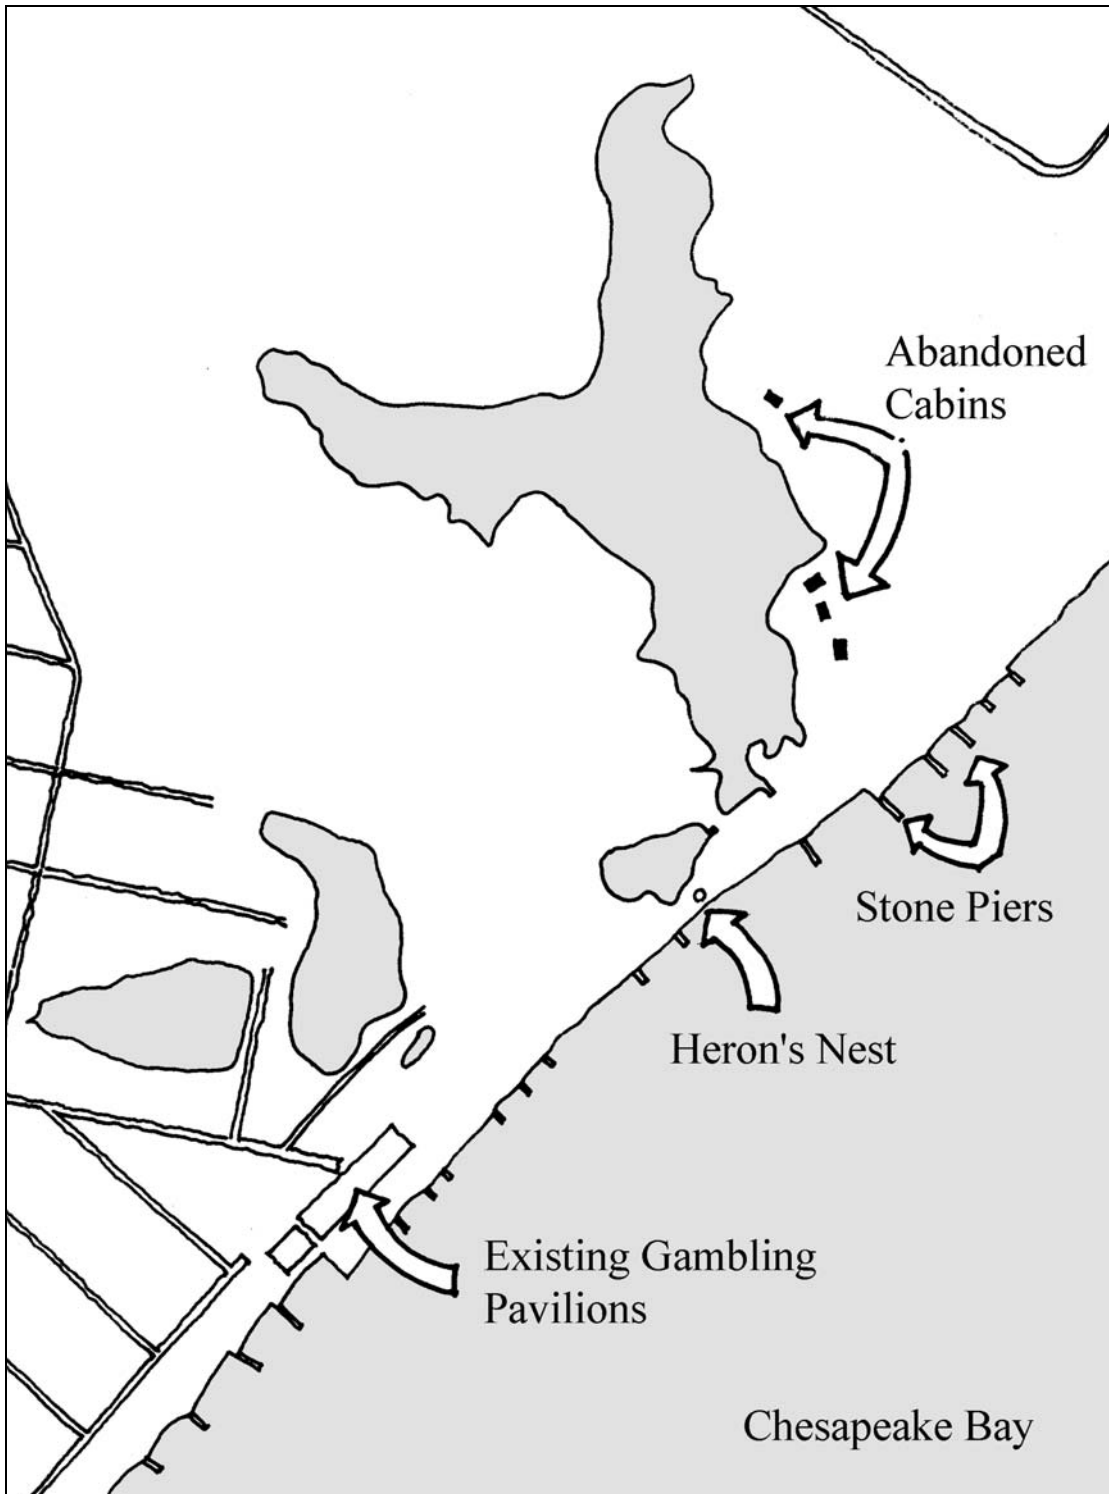 Abandoned
Cabins
Stone Piers
Heron's Nest
Existing Gambling
Pavilions
Chesapeake Bay